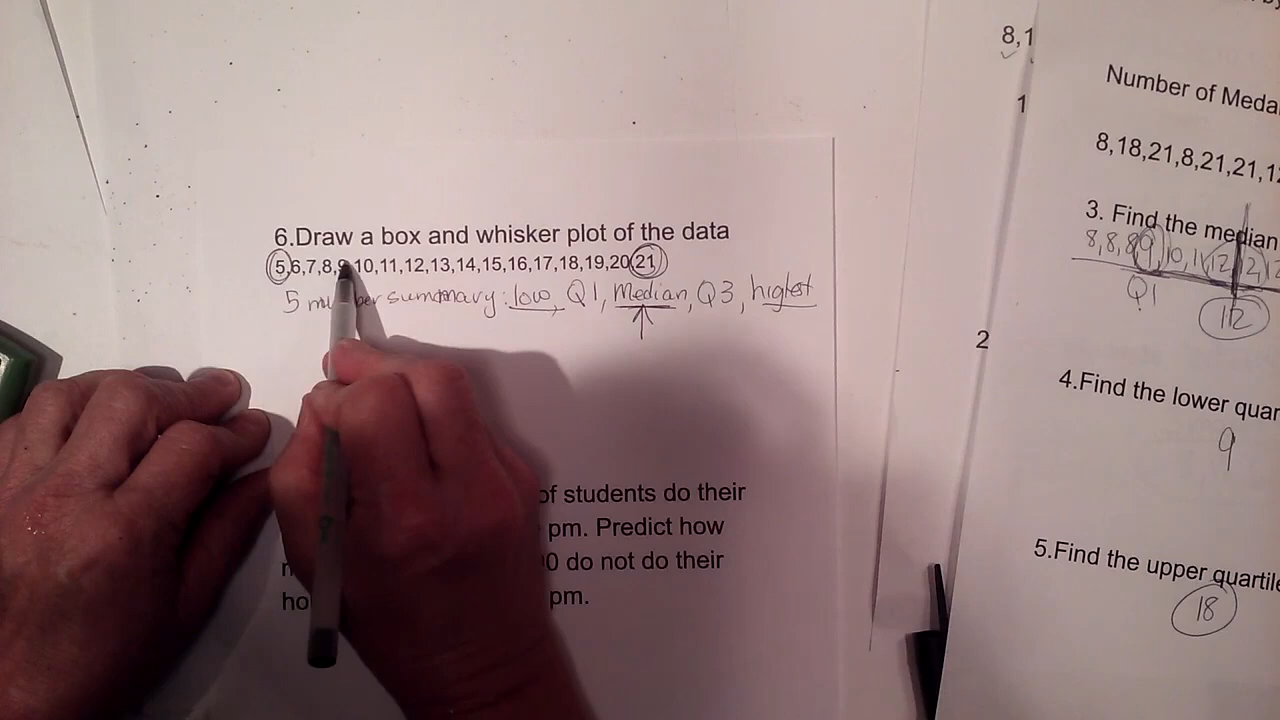 6.Draw a box and whisker plot of the data
5,6,7,8,9,10,11,12,13,14,15,16,17,18,19,20,21
5 number summary: low, Q1, Median, Q3, highest
of students do their
pm. Predict how
0 do not do their
ho
pm.
8,1
1
2
Number of Meda
8,18,21,8,21,21,12
3. Find the median,
8,8,8,9,10,11,12,12,12
Q1
12
4.Find the lower quar
9
5.Find the upper quartile
18